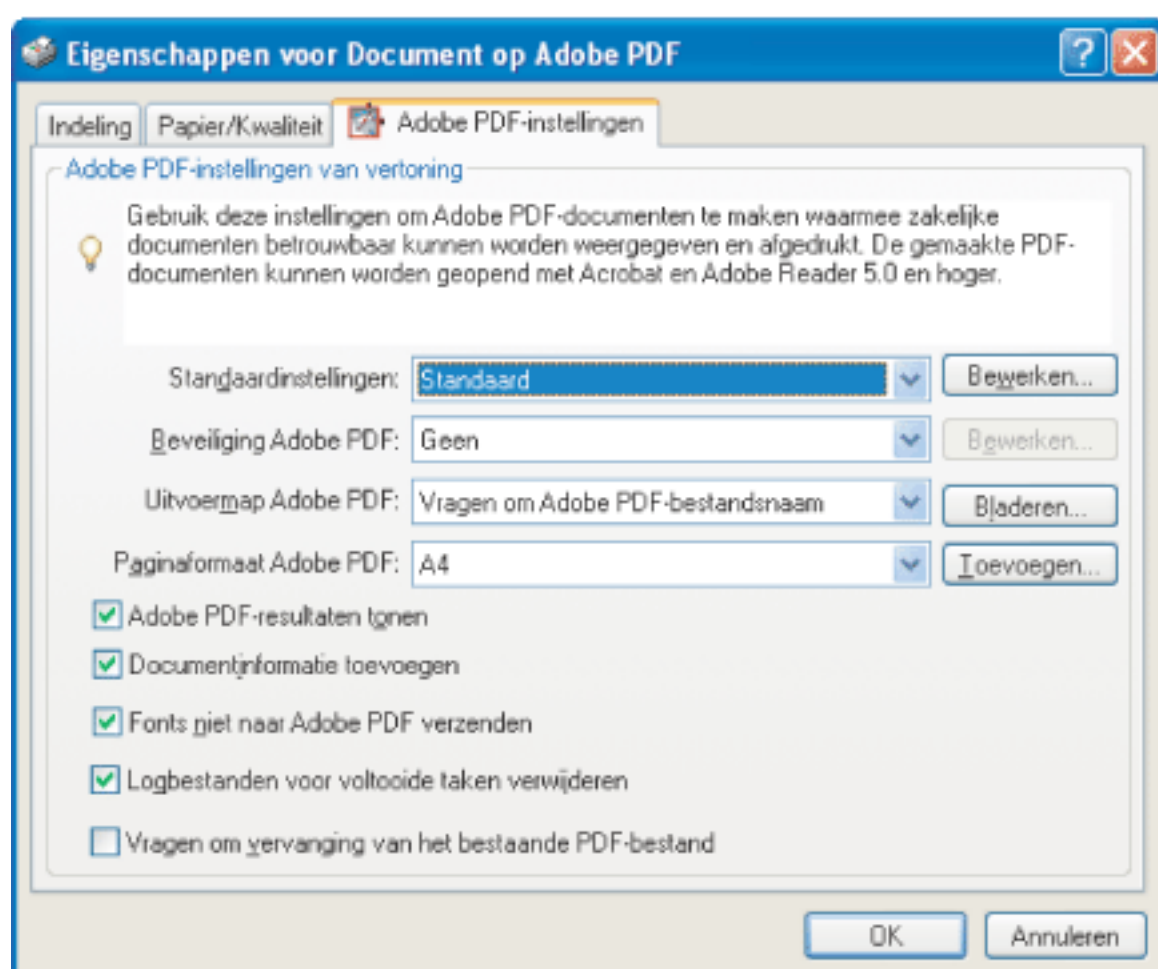 Eigenschappen voor Document op Adobe PDF
Indeling
Papier/Kwaliteit
Adobe PDF-instellingen
Adobe PDF-instellingen van vertoning
Gebruik deze instellingen om Adobe PDF-documenten te maken waarmee zakelijke
documenten betrouwbaar kunnen worden weergegeven en afgedrukt. De gemaakte PDF-
documenten kunnen worden geopend met Acrobat en Adobe Reader 5.0 en hoger.
Standaardinstellingen: Standaard Bewerken...
Beveiliging Adobe PDF: Geen Bewerken...
Uitvoermap Adobe PDF: Vragen om Adobe PDF-bestandsnaam Bladeren...
Paginaformaat Adobe PDF: A4 Toevoegen...
Adobe PDF-resultaten tonen
Documentinformatie toevoegen
Fonts niet naar Adobe PDF verzenden
Logbestanden voor voltooide taken verwijderen
Vragen om vervanging van het bestaande PDF-bestand
OK Annuleren